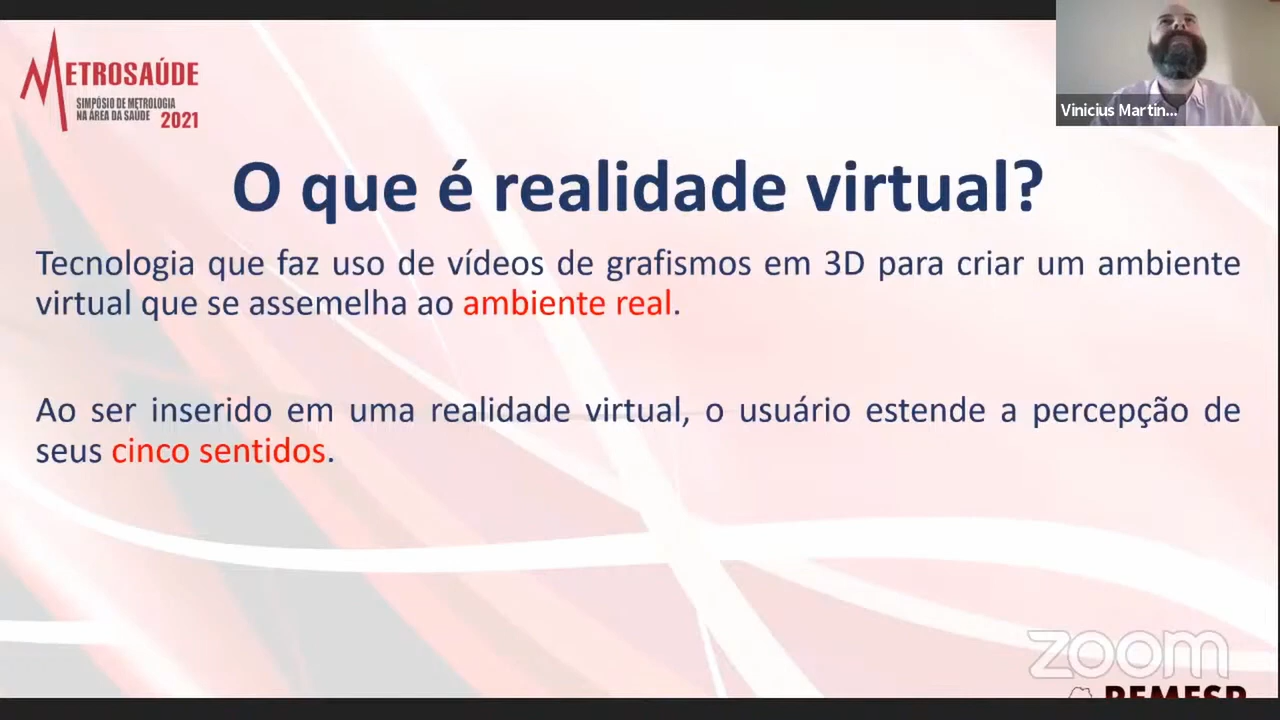 METROSAÚDE
SIMPÓSIO DE METROLOGIA
NA ÁREA DA SAÚDE 2021
Vinicius Martin...
O que é realidade virtual?
Tecnologia que faz uso de vídeos de grafismos em 3D para criar um ambiente
virtual que se assemelha ao ambiente real.
Ao ser inserido em uma realidade virtual, o usuário estende a percepção de
seus cinco sentidos.
zoom
REMESP